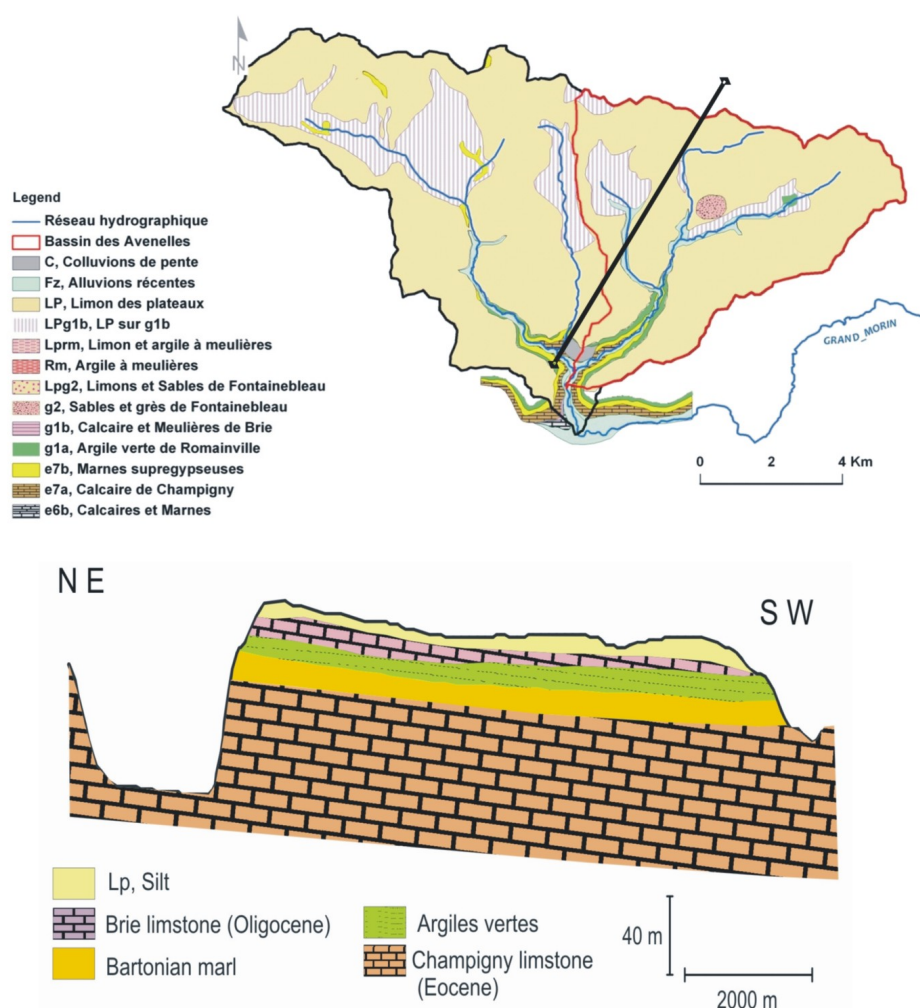 N
Legend
Réseau hydrographique
Bassin des Avenelles
C, Colluvions de pente
Fz, Alluvions récentes
LP, Limon des plateaux
LPg1b, LP sur g1b
Lprm, Limon et argile à meulières
Rm, Argile à meulières
Lpg2, Limons et Sables de Fontainebleau
g2, Sables et grès de Fontainebleau
g1b, Calcaire et Meulières de Brie
g1a, Argile verte de Romainville
e7b, Marnes supregypseuses
e7a, Calcaire de Champigny
e6b, Calcaires et Marnes
GRAND_MORIN
0 2 4 Km
NE
SW
Lp, Silt
Brie limstone (Oligocene)
Bartonian marl
Argiles vertes
Champigny limstone
(Eocene)
40 m
2000 m